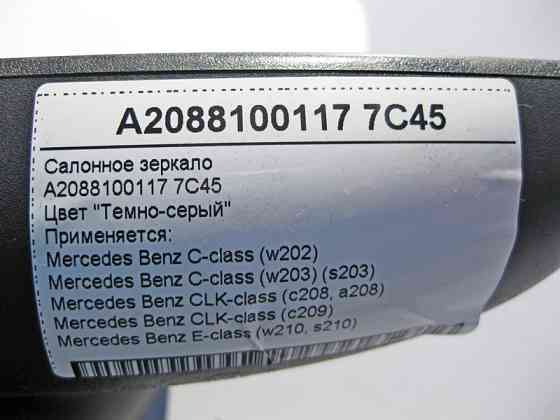 A2088100117 7C45
Салонное зеркало
A2088100117 7C45
Цвет "Темно-серый"
Применяется:
Mercedes Benz C-class (w202)
Mercedes Benz C-class (w203) (s203)
Mercedes Benz CLK-class (c208, a208)
Mercedes Benz CLK-class (c209)
Mercedes Benz E-class (w210, s210)